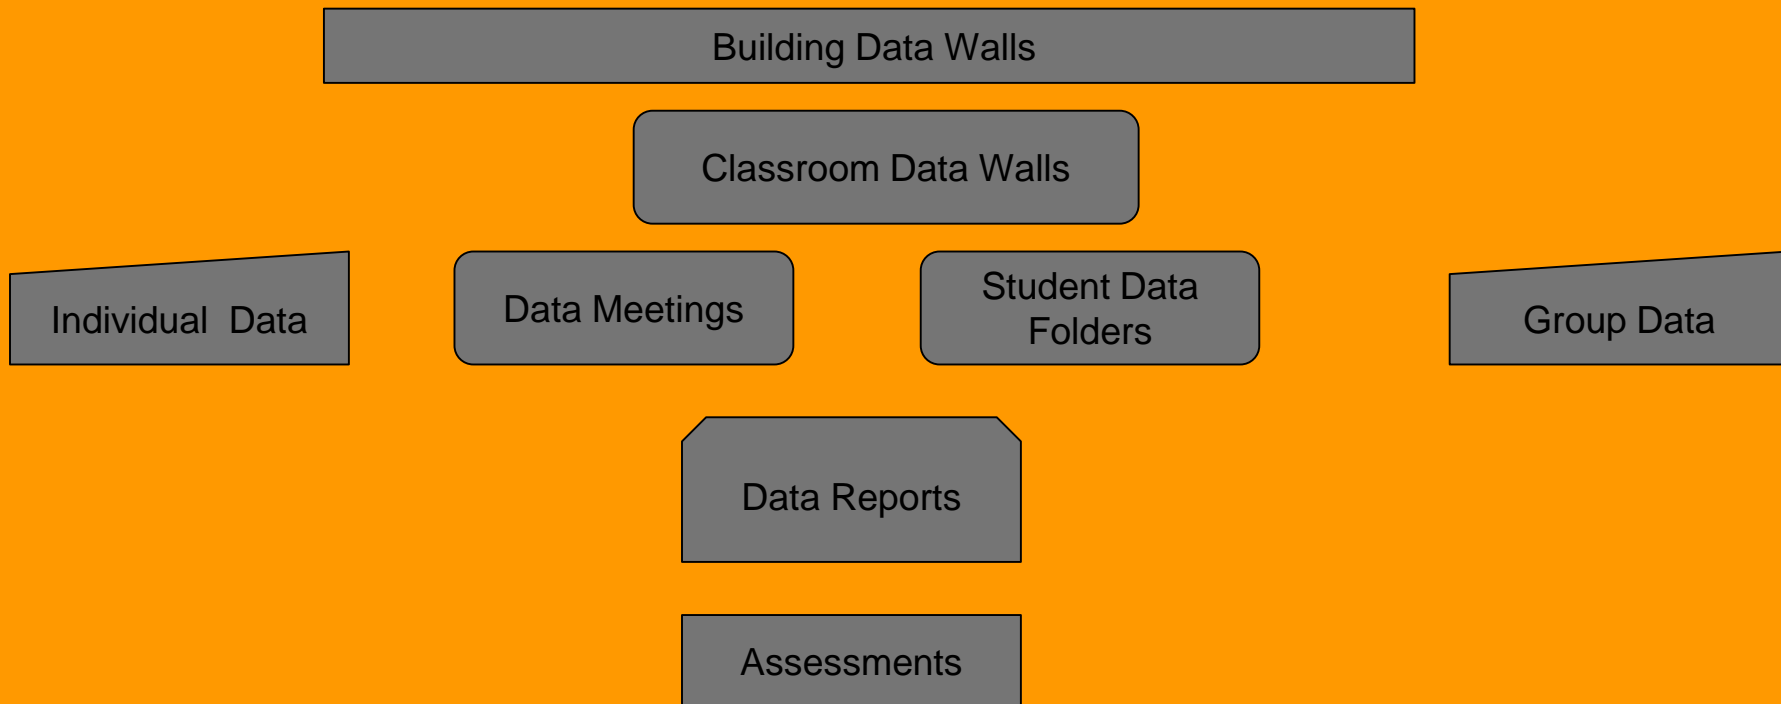 Building Data Walls
Classroom Data Walls
Individual  Data
Data Meetings
Student Data
Folders
Group Data
Data Reports
Assessments